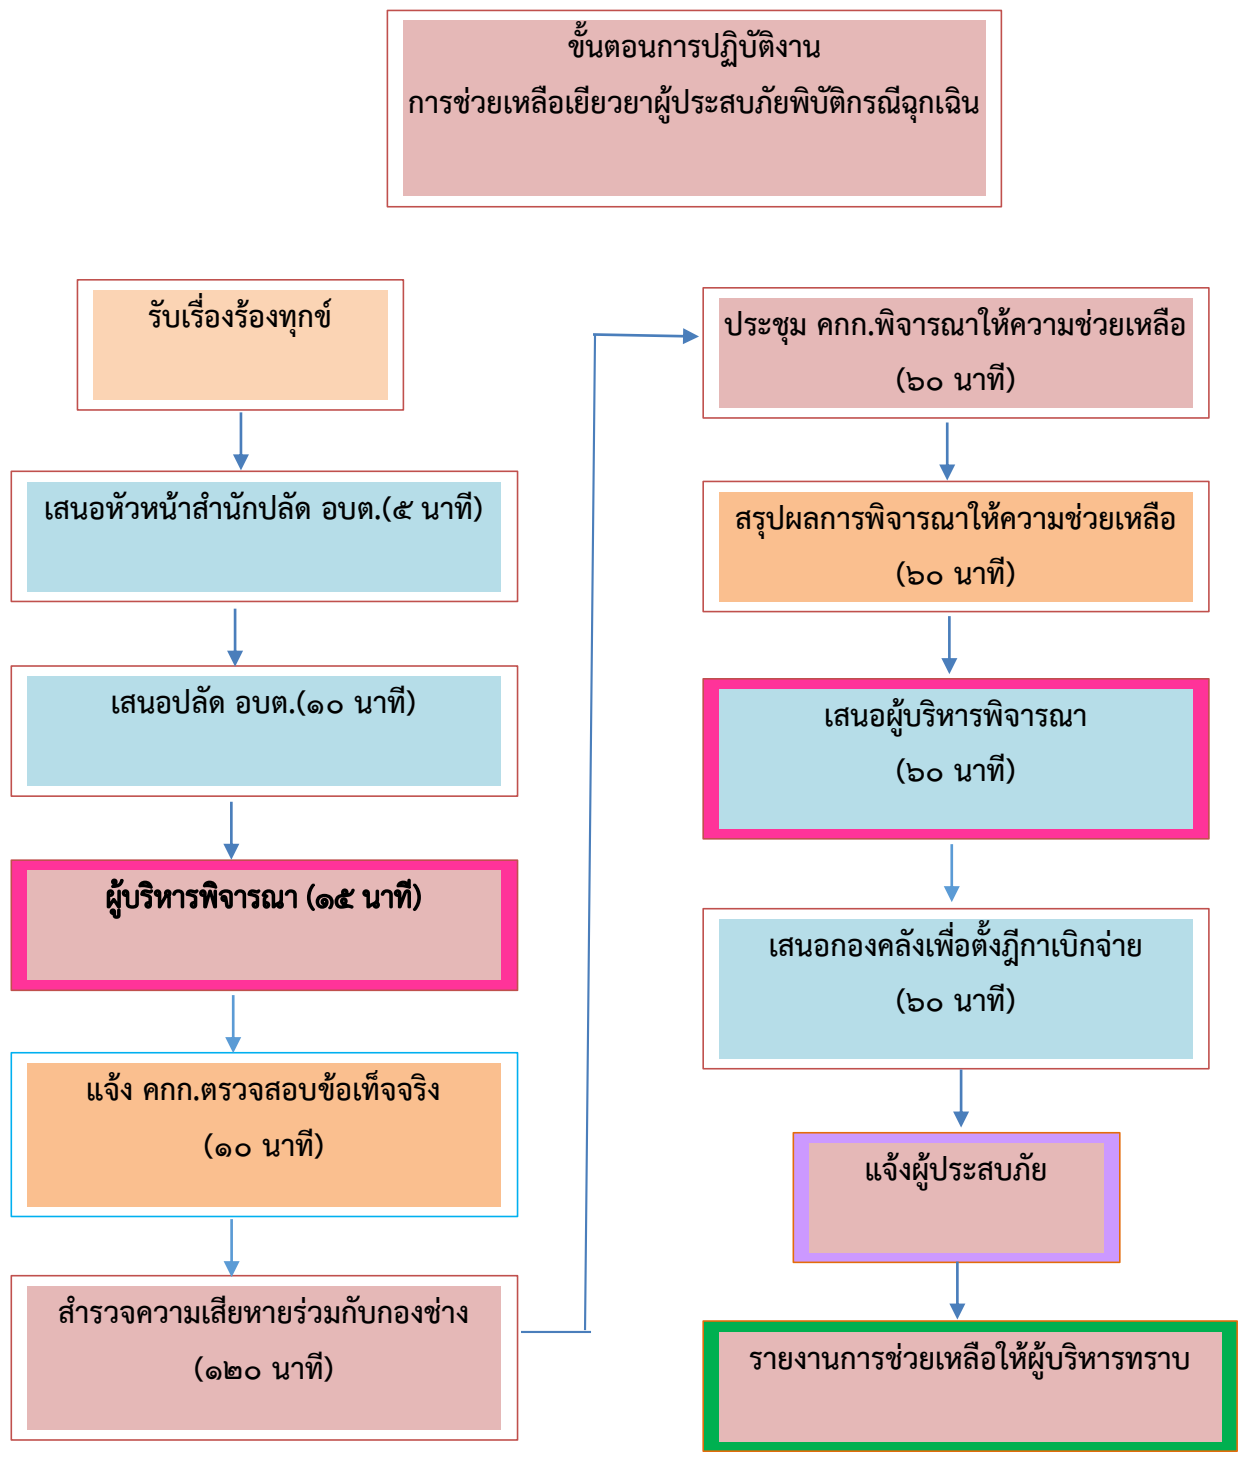 ขั้นตอนการปฏิบัติงาน
การช่วยเหลือเยียวยาผู้ประสบภัยพิบัติกรณีฉุกเฉิน
รับเรื่องร้องทุกข์
เสนอหัวหน้าสำนักปลัด อบต.(๕ นาที)
เสนอปลัด อบต.(๑๐ นาที)
ผู้บริหารพิจารณา (๑๕ นาที)
แจ้ง คกก.ตรวจสอบข้อเท็จจริง
(๑๐ นาที)
สำรวจความเสียหายร่วมกับกองช่าง
(๑๒๐ นาที)
ประชุม คกก.พิจารณาให้ความช่วยเหลือ
(๖๐ นาที)
สรุปผลการพิจารณาให้ความช่วยเหลือ
(๖๐ นาที)
เสนอผู้บริหารพิจารณา
(๖๐ นาที)
เสนอกองคลังเพื่อตั้งฎีกาเบิกจ่าย
(๖๐ นาที)
แจ้งผู้ประสบภัย
รายงานการช่วยเหลือให้ผู้บริหารทราบ